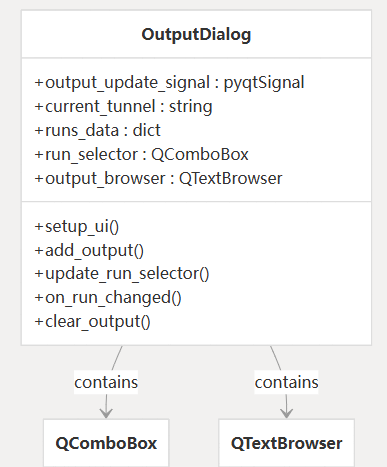 OutputDialog
+output_update_signal : pyqtSignal
+current_tunnel : string
+runs_data : dict
+run_selector : QComboBox
+output_browser : QTextBrowser
+setup_ui()
+add_output()
+update_run_selector()
+on_run_changed()
+clear_output()
contains contains
QComboBox QTextBrowser